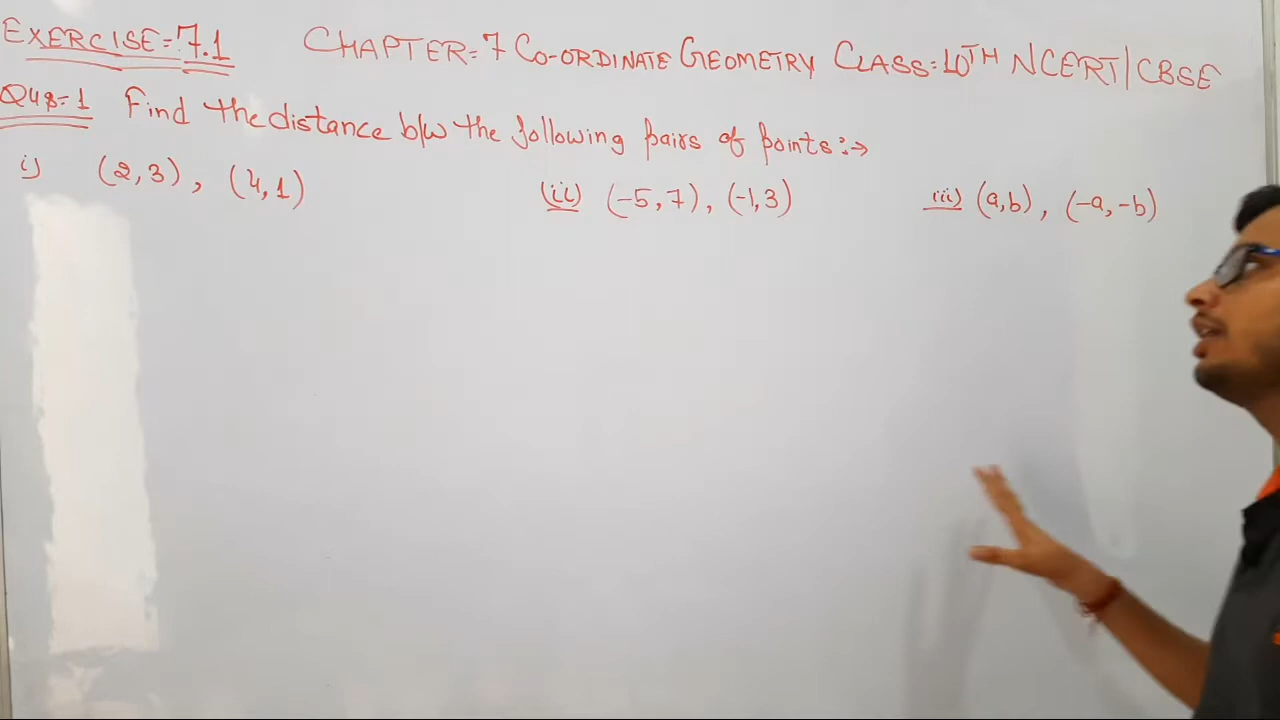 EXERCISE=7.1 CHAPTER=7 CO-ORDINATE GEOMETRY CLASS=10TH NCERT/CBSE
Qus=1 Find the distance b/w the following pairs of points:→
i) (2,3), (4,1) (ii) (-5,7), (-1,3) iii) (a,b), (-a,-b)